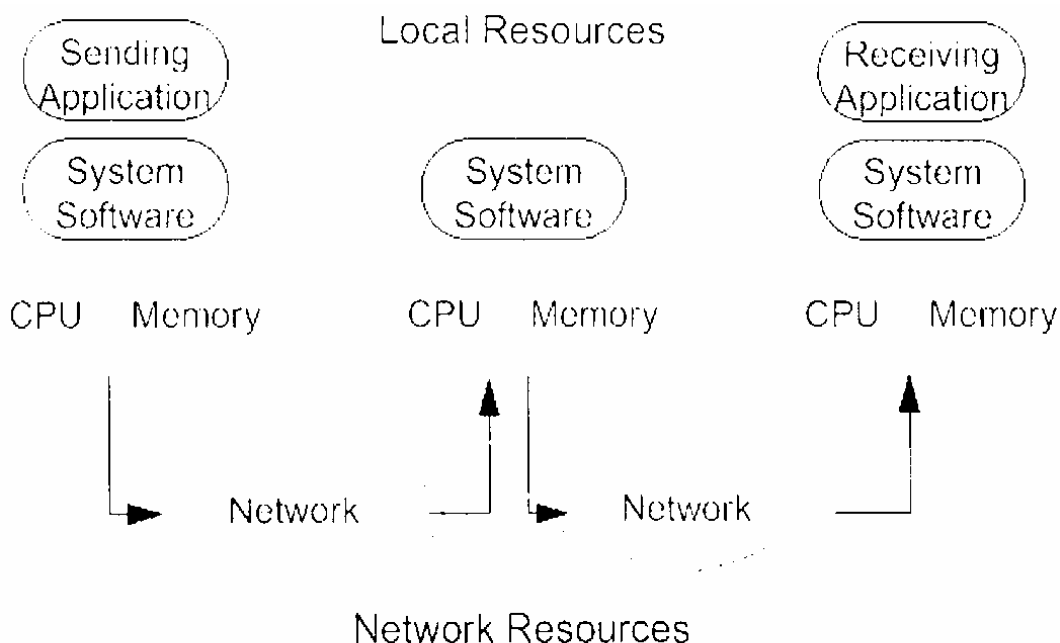 Local Resources
Sending
Application
Receiving
Application
System
Software
System
Software
System
Software
CPU Memory
CPU Memory
CPU Memory
Network
Network
Network Resources